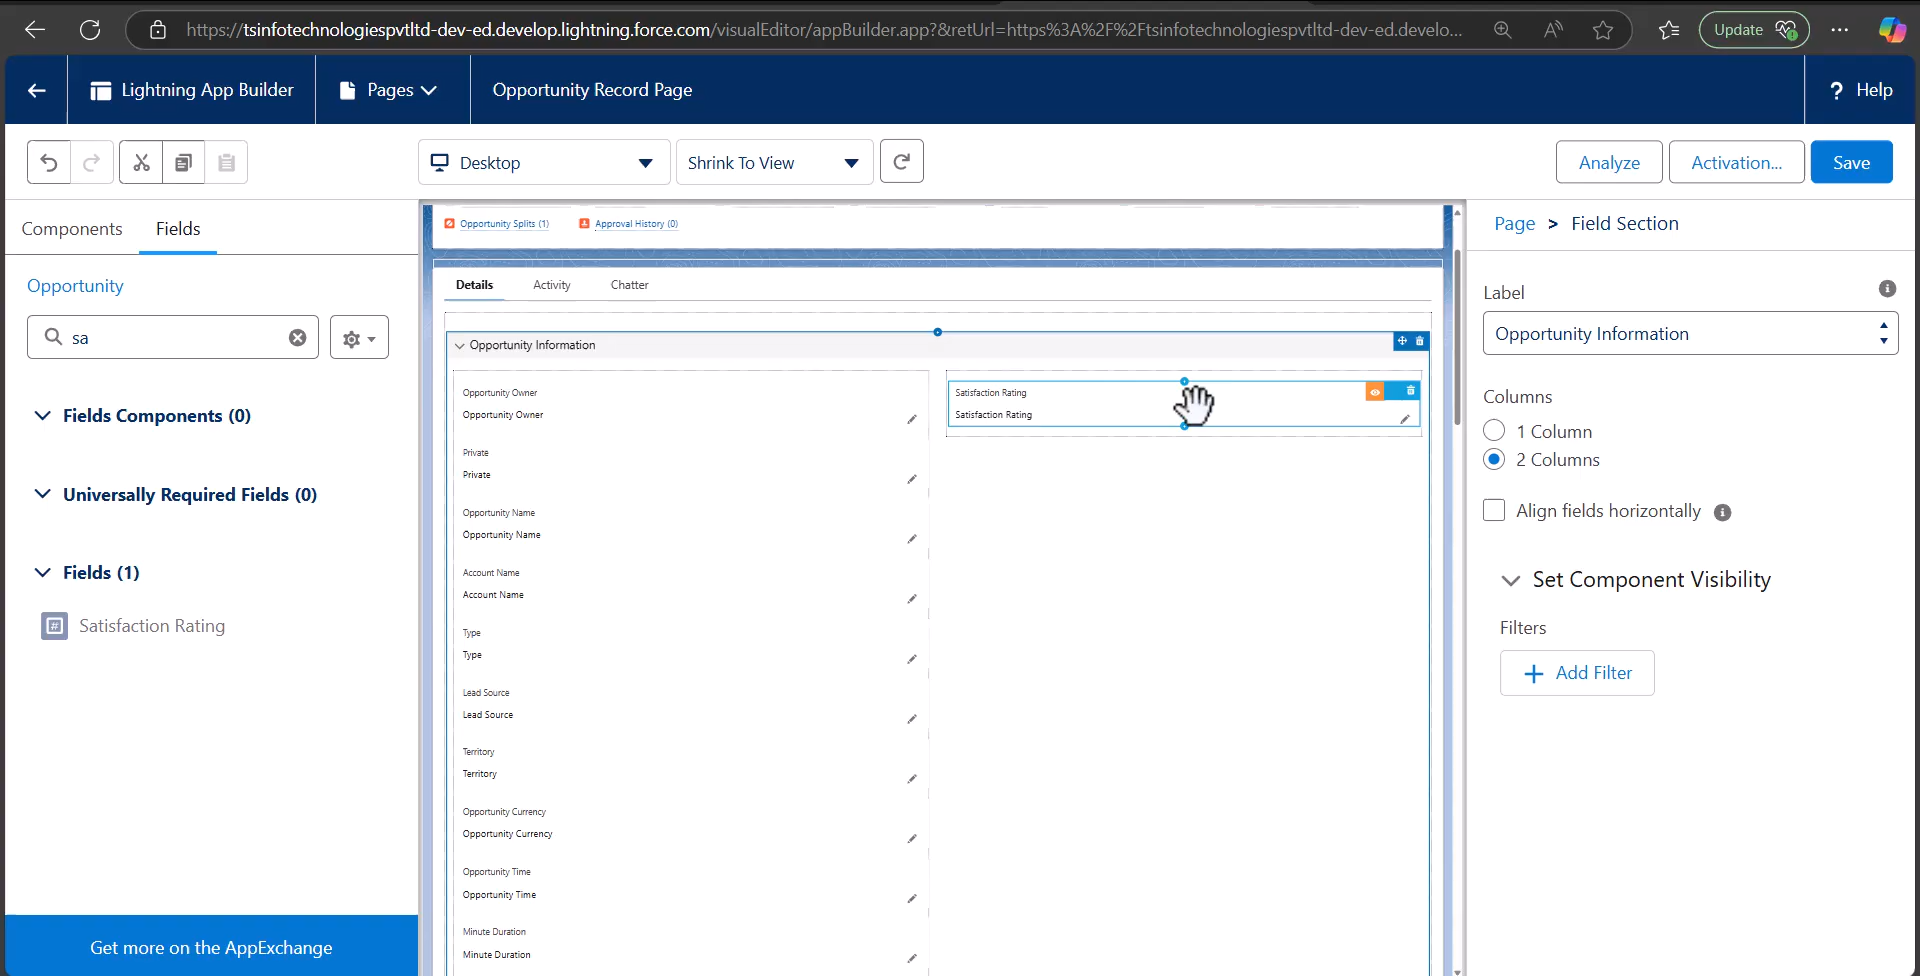 https://tsinfotechnologiespvtltd-dev-ed.develop.lightning.force.com/visualEditor/appBuilder.app?&retUrl=https%3A%2F%2Ftsinfotechnologiespvtltd-dev-ed.develo...
Update
Lightning App Builder
Pages
Opportunity Record Page
? Help
Desktop
Shrink To View
Analyze
Activation...
Save
Components
Fields
Opportunity
sa
Fields Components (0)
Universally Required Fields (0)
Fields (1)
Satisfaction Rating
Get more on the AppExchange
Opportunity Splits (1)
Approval History (0)
Details
Activity
Chatter
Opportunity Information
Opportunity Owner
Opportunity Owner
Private
Private
Opportunity Name
Opportunity Name
Account Name
Account Name
Type
Type
Lead Source
Lead Source
Territory
Territory
Opportunity Currency
Opportunity Currency
Opportunity Time
Opportunity Time
Minute Duration
Minute Duration
Satisfaction Rating
Satisfaction Rating
Page > Field Section
Label
Opportunity Information
Columns
1 Column
2 Columns
Align fields horizontally
Set Component Visibility
Filters
+ Add Filter